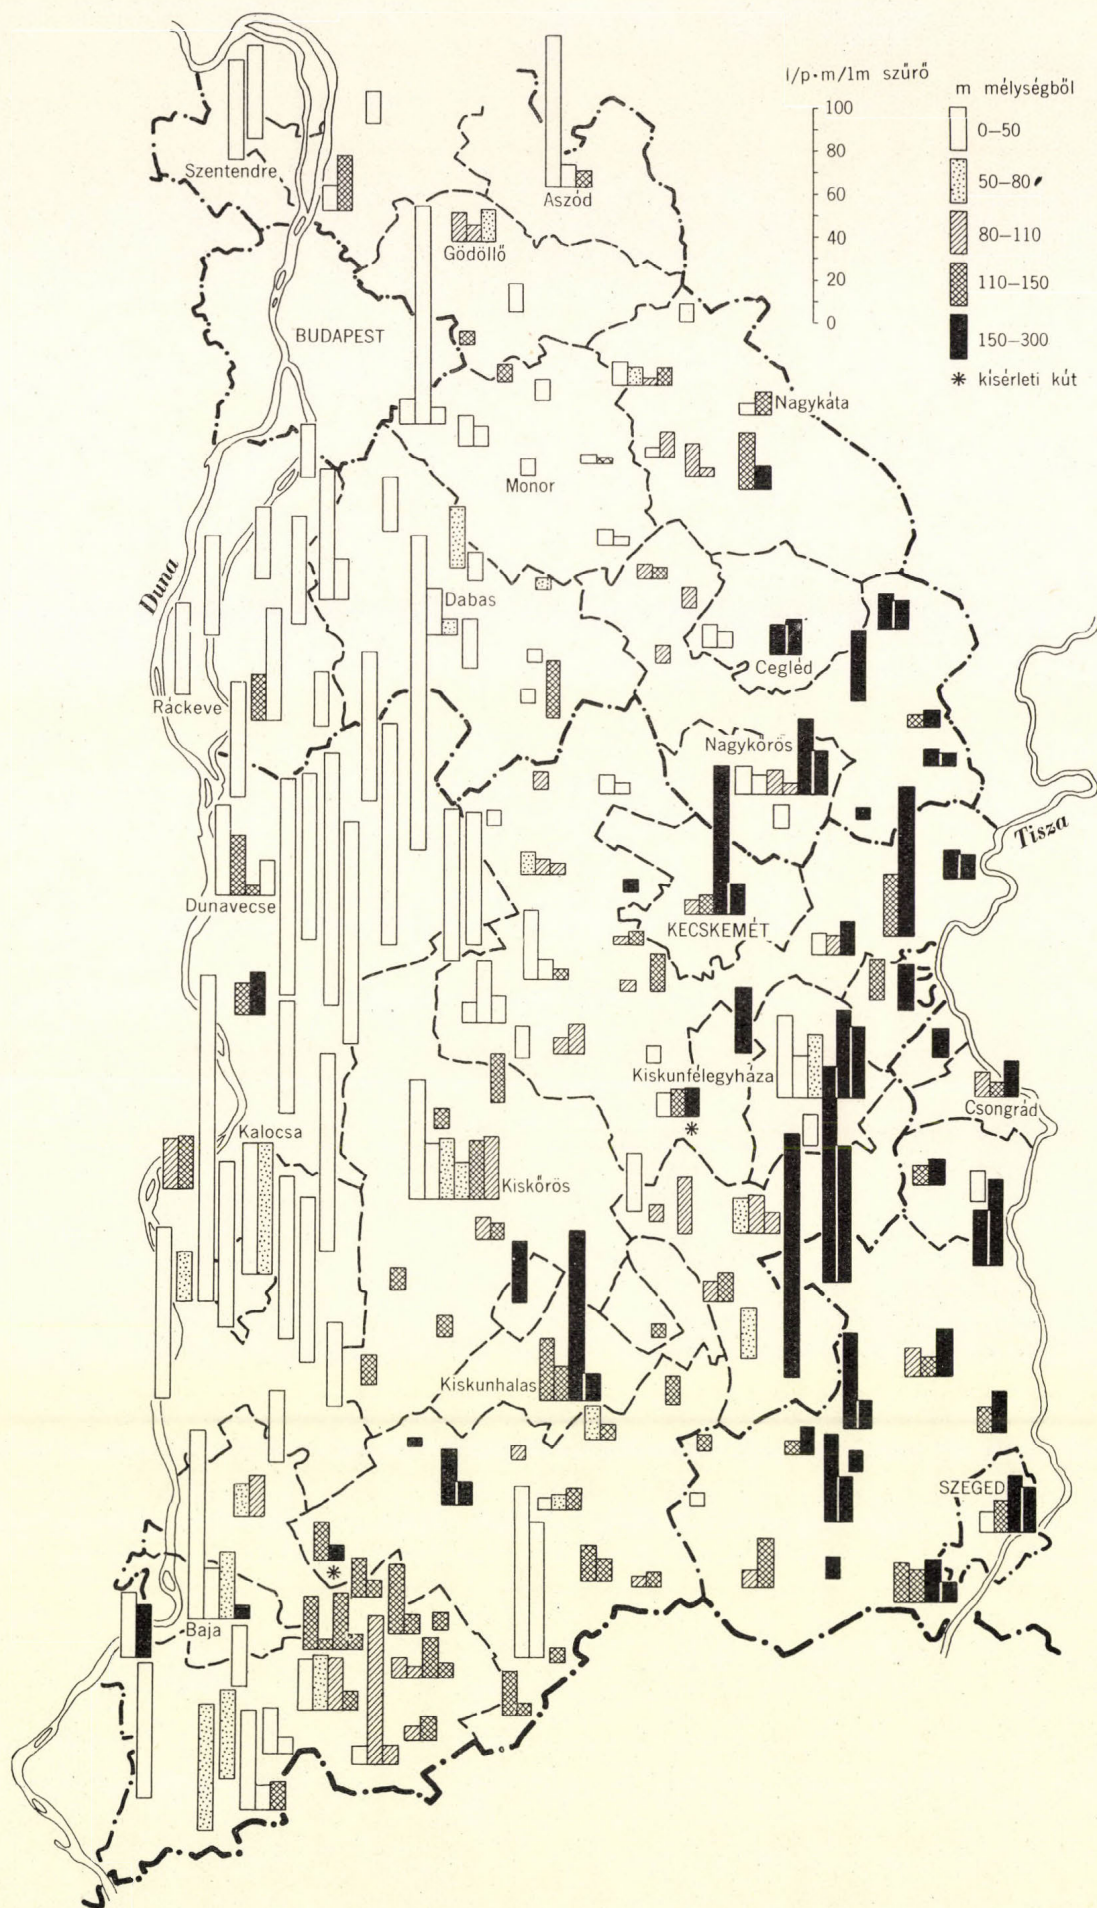 l/p·m/1m szűrő
100
80
60
40
20
0
m mélységből
0–50
50–80
80–110
110–150
150–300
* kísérleti kút
Szentendre
Aszód
Gödöllő
BUDAPEST
Nagykáta
Monor
Duna
Dabas
Cegléd
Ráckeve
Nagykőrös
Tisza
Dunavecse
KECSKEMÉT
Kiskunfélegyháza
*
Csongrád
Kalocsa
Kiskőrös
Kiskunhalas
SZEGED
*
Baja